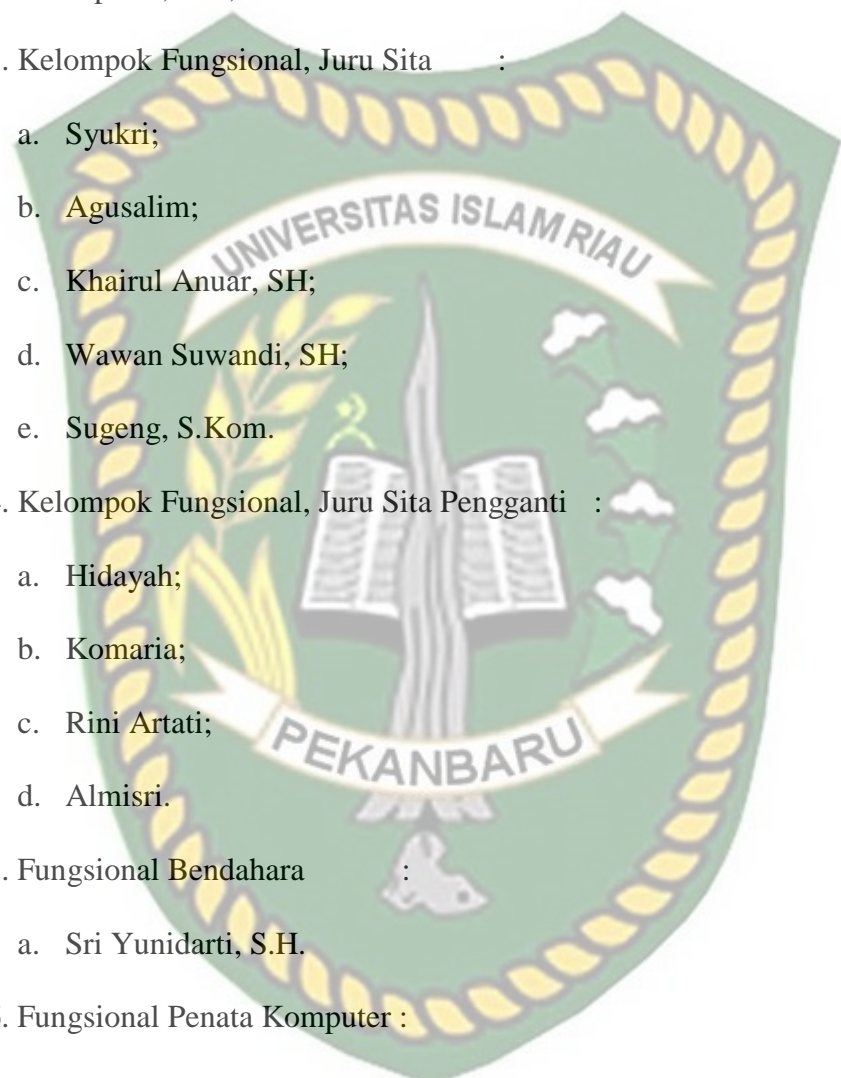 . Kelompok Fungsional, Juru Sita :
a. Syukri;
b. Agusalim;
c. Khairul Anuar, SH;
d. Wawan Suwandi, SH;
e. Sugeng, S.Kom.
. Kelompok Fungsional, Juru Sita Pengganti :
a. Hidayah;
b. Komaria;
c. Rini Artati;
d. Almisri.
. Fungsional Bendahara :
a. Sri Yunidarti, S.H.
. Fungsional Penata Komputer :
UNIVERSITAS ISLAM RIAU
PEKANBARU